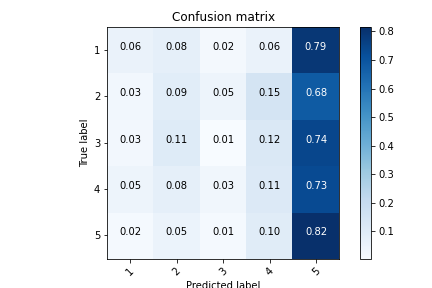 Confusion matrix
1 0.06 0.08 0.02 0.06 0.79
2 0.03 0.09 0.05 0.15 0.68
3 0.03 0.11 0.01 0.12 0.74
4 0.05 0.08 0.03 0.11 0.73
5 0.02 0.05 0.01 0.10 0.82
1 2 3 4 5
True label
Predicted label
0.8
0.7
0.6
0.5
0.4
0.3
0.2
0.1